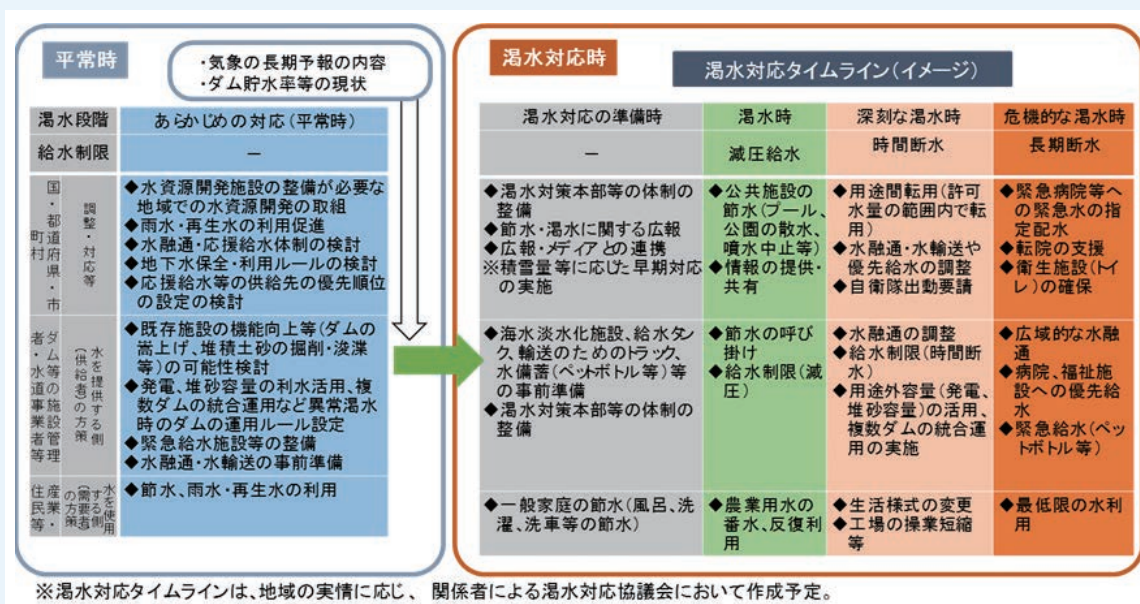 平常時
・気象の長期予報の内容
・ダム貯水率等の現状
渇水段階
あらかじめの対応(平常時)
給水制限
－
国・都道府県・市町村
調整・対応等
◆水資源開発施設の整備が必要な
地域での水資源開発の取組
◆雨水・再生水の利用促進
◆水融通・応援給水体制の検討
◆地下水保全・利用ルールの検討
◆応援給水等の供給先の優先順位
の設定の検討
ダム等の施設管理
者・水道事業者等
水を提供する側
(供給者)の方策
◆既存施設の機能向上等(ダムの
嵩上げ、堆積土砂の掘削・浚渫
等)の可能性検討
◆発電、堆砂容量の利水活用、複
数ダムの統合運用など異常渇水
時のダムの運用ルール設定
◆緊急給水施設等の整備
◆水融通・水輸送の事前準備
産業・
住民等
水を使用
する側
(需要者)
の方策
◆節水、雨水・再生水の利用
渇水対応時
渇水対応タイムライン(イメージ)
渇水対応の準備時
－
◆渇水対策本部等の体制の
整備
◆節水・渇水に関する広報
◆広報・メディアとの連携
※積雪量等に応じた早期対応
の実施
◆海水淡水化施設、給水タン
ク、輸送のためのトラック、
水備蓄(ペットボトル等)等
の事前準備
◆渇水対策本部等の体制の
整備
◆一般家庭の節水(風呂、洗
濯、洗車等の節水)
渇水時
減圧給水
◆公共施設の
節水(プール、
公園の散水、
噴水中止等)
◆情報の提供・
共有
◆節水の呼び
掛け
◆給水制限(減
圧)
◆農業用水の
番水、反復利
用
深刻な渇水時
時間断水
◆用途間転用(許可
水量の範囲内で転
用)
◆水融通・水輸送や
優先給水の調整
◆自衛隊出動要請
◆水融通の調整
◆給水制限(時間断
水)
◆用途外容量(発電、
堆砂容量)の活用、
複数ダムの統合運
用の実施
◆生活様式の変更
◆工場の操業短縮
等
危機的な渇水時
長期断水
◆緊急病院等へ
の緊急水の指
定配水
◆転院の支援
◆衛生施設(トイ
レ)の確保
◆広域的な水融
通
◆病院、福祉施
設への優先給
水
◆緊急給水(ペッ
トボトル等)
◆最低限の水利
用
※渇水対応タイムラインは、地域の実情に応じ、 関係者による渇水対応協議会において作成予定。